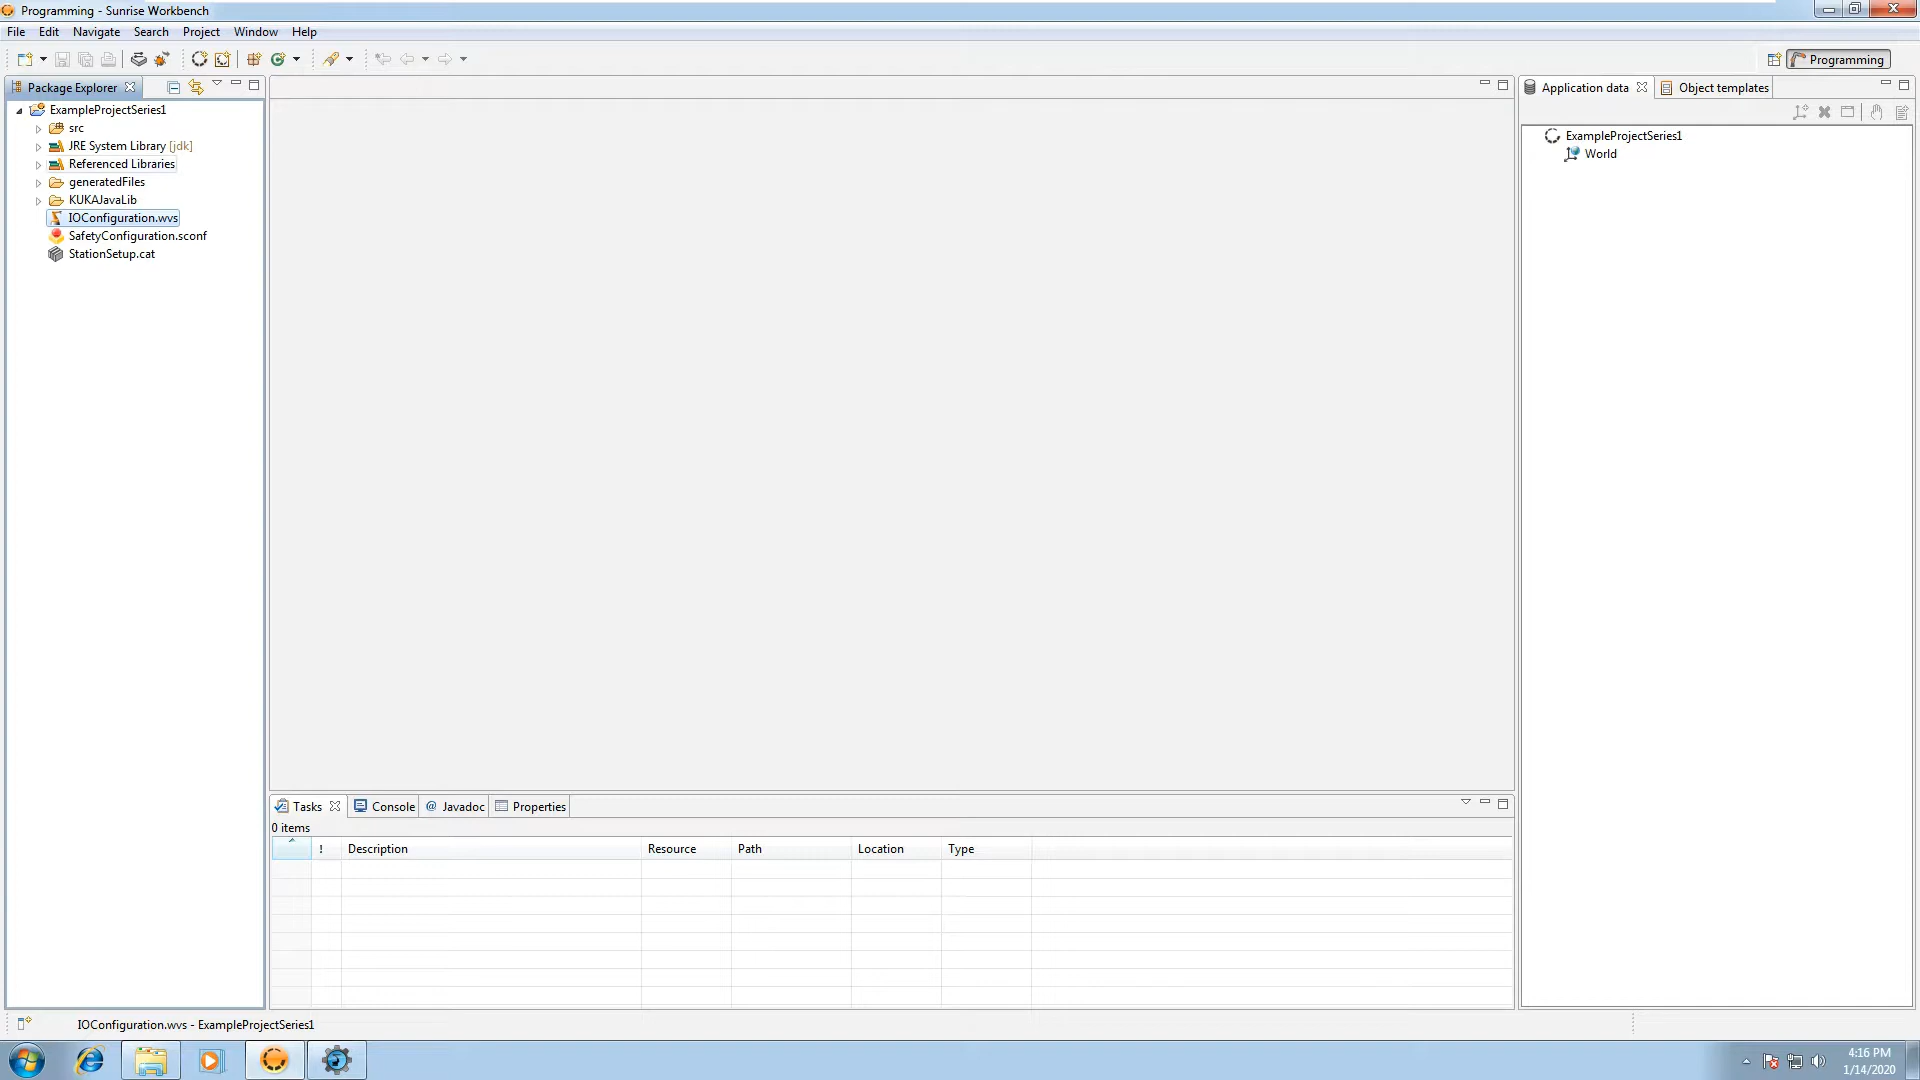 Programming - Sunrise Workbench
File Edit Navigate Search Project Window Help
Programming
Package Explorer
ExampleProjectSeries1
src
JRE System Library [jdk]
Referenced Libraries
generatedFiles
KUKAJavaLib
IOConfiguration.wvs
SafetyConfiguration.sconf
StationSetup.cat
Application data Object templates
ExampleProjectSeries1
World
Tasks Console @ Javadoc Properties
0 items
! Description Resource Path Location Type
IOConfiguration.wvs - ExampleProjectSeries1
4:16 PM
1/14/2020